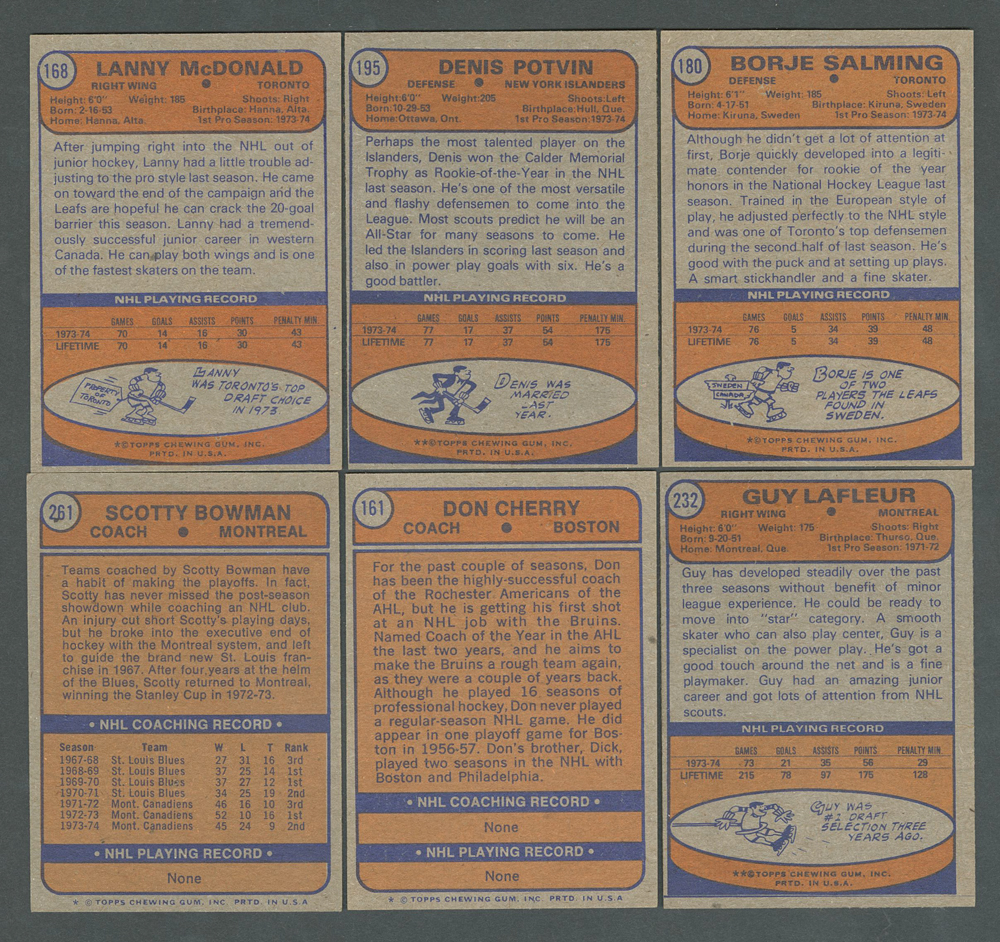 168
LANNY McDONALD
RIGHT WING • TORONTO
Height: 6'0" Weight: 185 Shoots: Right
Born: 2-16-53 Birthplace: Hanna, Alta.
Home: Hanna, Alta. 1st Pro Season: 1973-74
After jumping right into the NHL out of
junior hockey, Lanny had a little trouble ad-
justing to the pro style last season. He came
on toward the end of the campaign and the
Leafs are hopeful he can crack the 20-goal
barrier this season. Lanny had a tremend-
ously successful junior career in western
Canada. He can play both wings and is one
of the fastest skaters on the team.
NHL PLAYING RECORD
GAMES GOALS ASSISTS POINTS PENALTY MIN.
1973-74 70 14 16 30 43
LIFETIME 70 14 16 30 43
PROPERTY
OF
TORONTO
LANNY
WAS TORONTO'S TOP
DRAFT CHOICE
IN 1973
*© TOPPS CHEWING GUM, INC.
PRTD. IN U.S.A.
195
DENIS POTVIN
DEFENSE • NEW YORK ISLANDERS
Height: 6'0" Weight: 205 Shoots: Left
Born: 10-29-53 Birthplace: Hull, Que.
Home: Ottawa, Ont. 1st Pro Season: 1973-74
Perhaps the most talented player on the
Islanders, Denis won the Calder Memorial
Trophy as Rookie-of-the-Year in the NHL
last season. He's one of the most versatile
and flashy defensemen to come into the
League. Most scouts predict he will be an
All-Star for many seasons to come. He
led the Islanders in scoring last season and
also in power play goals with six. He's a
good battler.
NHL PLAYING RECORD
GAMES GOALS ASSISTS POINTS PENALTY MIN.
1973-74 77 17 37 54 175
LIFETIME 77 17 37 54 175
DENIS WAS
MARRIED
LAST
YEAR.
**© TOPPS CHEWING GUM, INC.
PRTD. IN U.S.A.
180
BORJE SALMING
DEFENSE • TORONTO
Height: 6'1" Weight: 185 Shoots: Left
Born: 4-17-51 Birthplace: Kiruna, Sweden
Home: Kiruna, Sweden 1st Pro Season: 1973-74
Although he didn't get a lot of attention at
first, Borje quickly developed into a legiti-
mate contender for rookie of the year
honors in the National Hockey League last
season. Trained in the European style of
play, he adjusted perfectly to the NHL style
and was one of Toronto's top defensemen
during the second half of last season. He's
good with the puck and at setting up plays.
A smart stickhandler and a fine skater.
NHL PLAYING RECORD
GAMES GOALS ASSISTS POINTS PENALTY MIN.
1973-74 76 5 34 39 48
LIFETIME 76 5 34 39 48
SWEDEN
CANADA
BORJE IS ONE
OF TWO
PLAYERS THE LEAFS
FOUND IN
SWEDEN.
*© TOPPS CHEWING GUM, INC.
PRTD. IN U.S.A.
261
SCOTTY BOWMAN
COACH • MONTREAL
Teams coached by Scotty Bowman have
a habit of making the playoffs. In fact,
Scotty has never missed the post-season
showdown while coaching an NHL club.
An injury cut short Scotty's playing days,
but he broke into the executive end of
hockey with the Montreal system, and left
to guide the brand new St. Louis fran-
chise in 1967. After four years at the helm
of the Blues, Scotty returned to Montreal,
winning the Stanley Cup in 1972-73.
• NHL COACHING RECORD •
Season Team W L T Rank
1967-68 St. Louis Blues 27 31 16 3rd
1968-69 St. Louis Blues 37 25 14 1st
1969-70 St. Louis Blues 37 27 12 1st
1970-71 St. Louis Blues 34 25 19 2nd
1971-72 Mont. Canadiens 46 16 10 3rd
1972-73 Mont. Canadiens 52 10 16 1st
1973-74 Mont. Canadiens 45 24 9 2nd
• NHL PLAYING RECORD •
None
* © TOPPS CHEWING GUM, INC. PRTD. IN U.S.A
161
DON CHERRY
COACH • BOSTON
For the past couple of seasons, Don
has been the highly-successful coach
of the Rochester Americans of the
AHL, but he is getting his first shot
at an NHL job with the Bruins.
Named Coach of the Year in the AHL
the last two years, and he aims to
make the Bruins a rough team again,
as they were a couple of years back.
Although he played 16 seasons of
professional hockey, Don never played
a regular-season NHL game. He did
appear in one playoff game for Bos-
ton in 1956-57. Don's brother, Dick,
played two seasons in the NHL with
Boston and Philadelphia.
• NHL COACHING RECORD •
None
• NHL PLAYING RECORD •
None
* © TOPPS CHEWING GUM, INC. PRTD. IN U.S.A
232
GUY LAFLEUR
RIGHT WING • MONTREAL
Height: 6'0" Weight: 175 Shoots: Right
Born: 9-20-51 Birthplace: Thurso, Que.
Home: Montreal, Que. 1st Pro Season: 1971-72
Guy has developed steadily over the past
three seasons without benefit of minor
league experience. He could be ready to
move into "star" category. A smooth
skater who can also play center, Guy is a
specialist on the power play. He's got a
good touch around the net and is a fine
playmaker. Guy had an amazing junior
career and got lots of attention from NHL
scouts.
NHL PLAYING RECORD
GAMES GOALS ASSISTS POINTS PENALTY MIN.
1973-74 73 21 35 56 29
LIFETIME 215 78 97 175 128
GUY WAS
#1 DRAFT
SELECTION THREE
YEARS AGO.
**© TOPPS CHEWING GUM, INC.
PRTD. IN U.S.A.